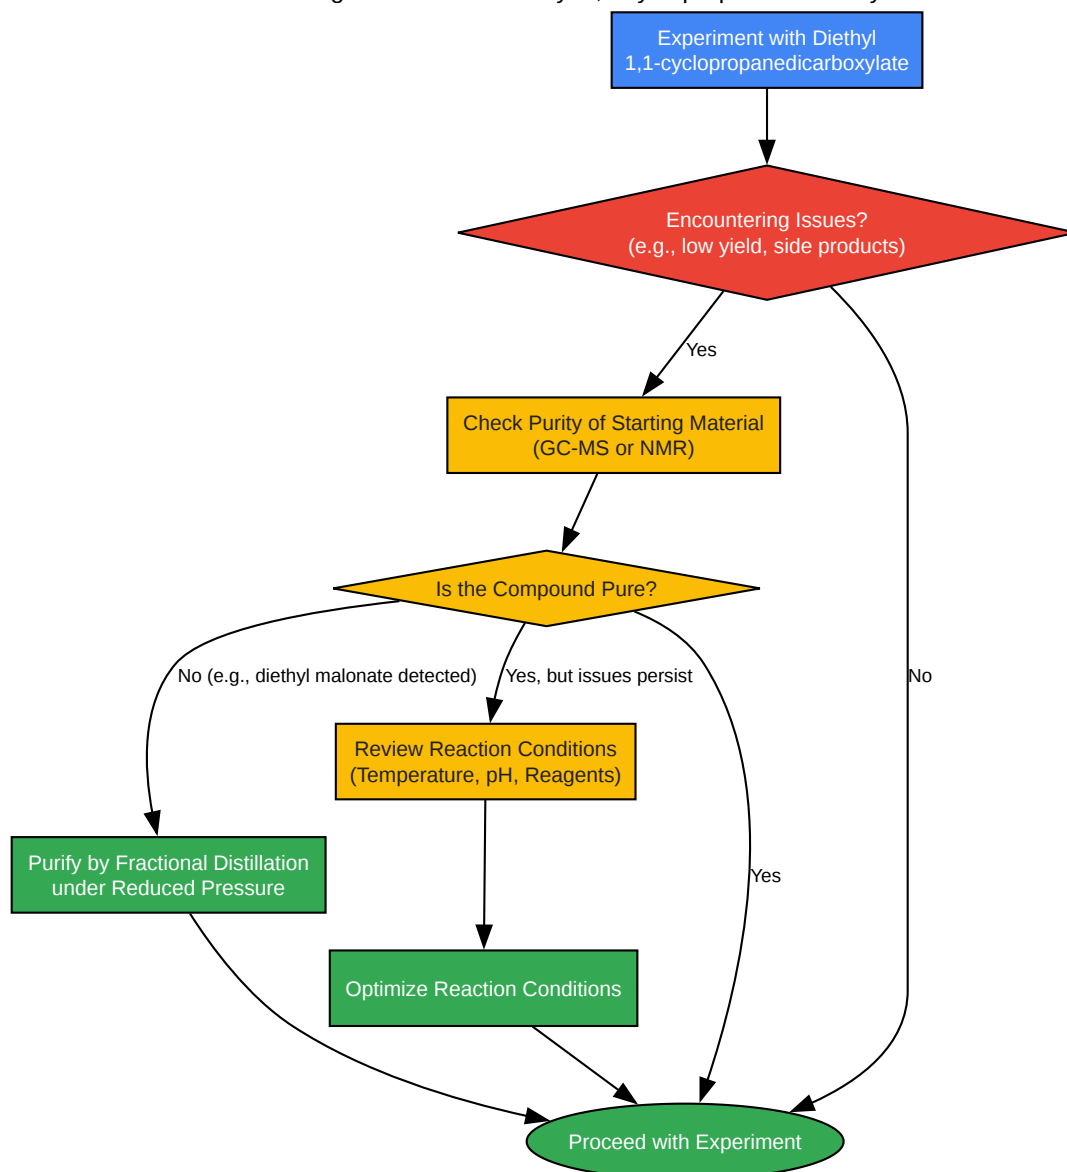 Experiment with Diethyl
1,1-cyclopropanedicarboxylate
Encountering Issues?
(e.g., low yield, side products)
Yes
Check Purity of Starting Material
(GC-MS or NMR)
Is the Compound Pure?
No (e.g., diethyl malonate detected)
Yes, but issues persist
No
Review Reaction Conditions
(Temperature, pH, Reagents)
Purify by Fractional Distillation
under Reduced Pressure
Yes
Optimize Reaction Conditions
Proceed with Experiment